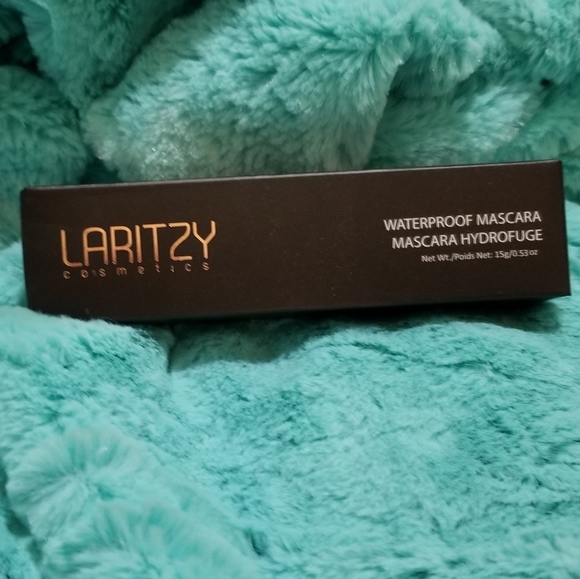 LARITZY
cosmetics
WATERPROOF MASCARA
MASCARA HYDROFUGE
Net Wt./Poids Net: 15g/0.53 oz